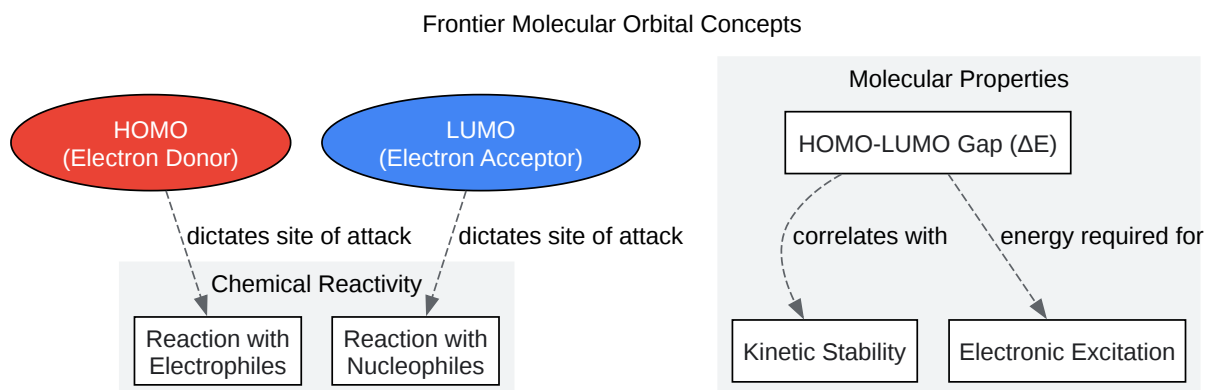 Frontier Molecular Orbital Concepts
HOMO
(Electron Donor)
LUMO
(Electron Acceptor)
dictates site of attack
dictates site of attack
Chemical Reactivity
Reaction with
Electrophiles
Reaction with
Nucleophiles
Molecular Properties
HOMO-LUMO Gap (ΔE)
correlates with
energy required for
Kinetic Stability
Electronic Excitation